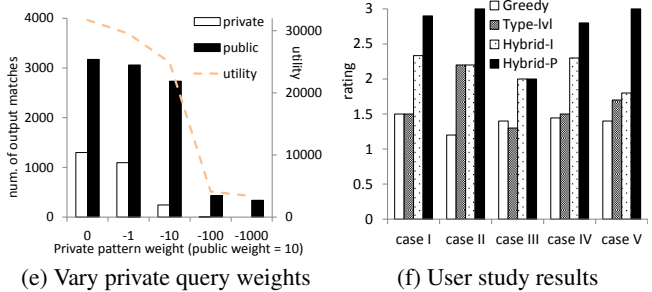 4000
3000
2000
1000
0
num. of output matches
private
public
utility
30000
20000
10000
0
utility
0 -1 -10 -100 -1000
Private pattern weight (public weight = 10)
(e) Vary private query weights
3
2.5
2
1.5
1
0.5
0
rating
Greedy
Type-lvl
Hybrid-I
Hybrid-P
case I case II case III case IV case V
(f) User study results